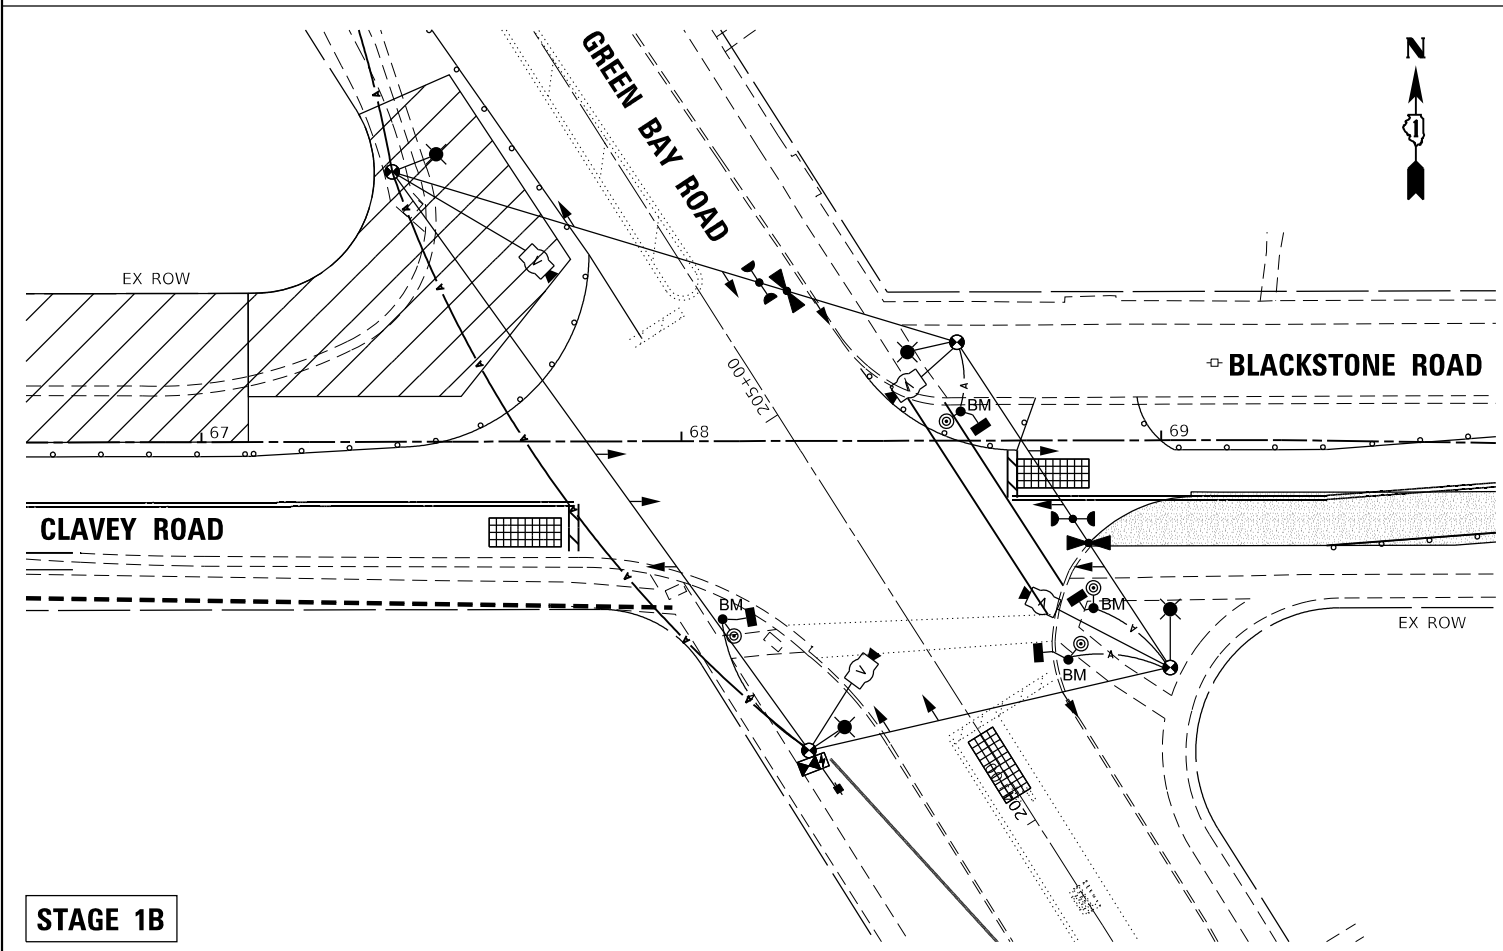 GREEN BAY ROAD
N
1
EX ROW
205+00
BLACKSTONE ROAD
BM
67
68
69
CLAVEY ROAD
V
A
BM
BM
EX ROW
BM
STAGE 1B